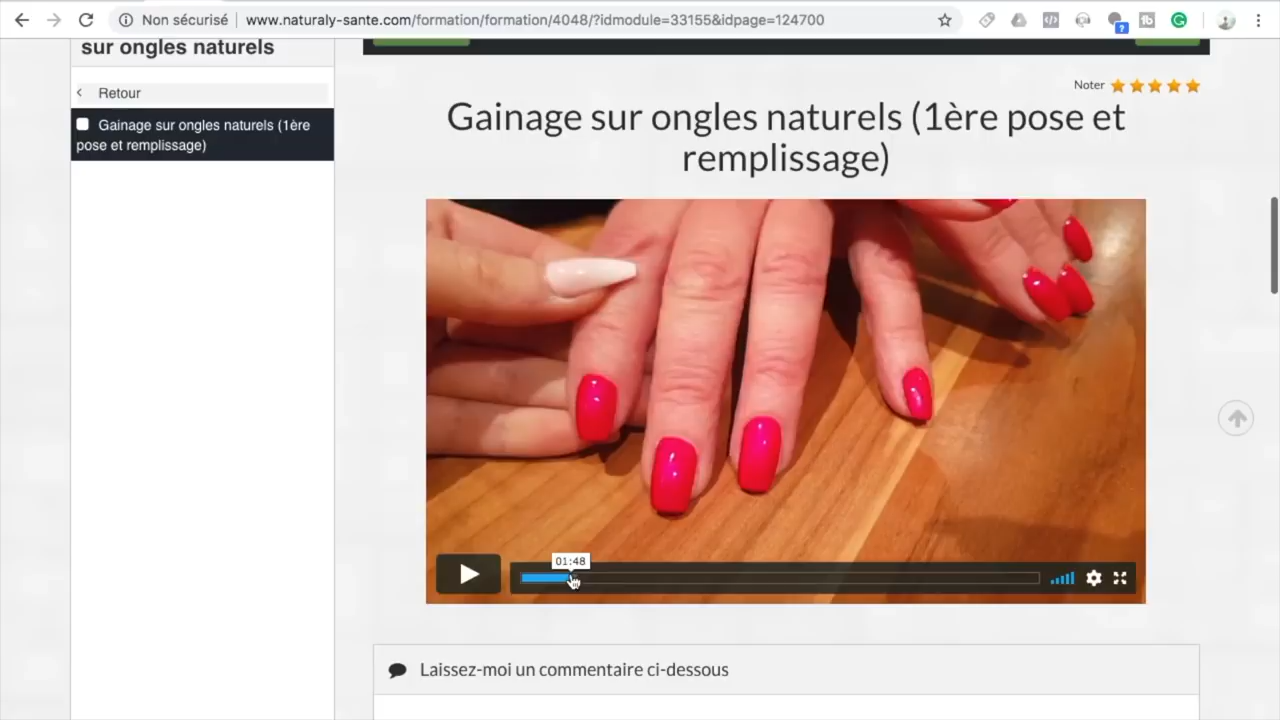 Non sécurisé
www.naturaly-sante.com/formation/formation/4048/?idmodule=33155&idpage=124700
sur ongles naturels
Retour
Gainage sur ongles naturels (1ère
pose et remplissage)
Noter
Gainage sur ongles naturels (1ère pose et
remplissage)
01:48
Laissez-moi un commentaire ci-dessous